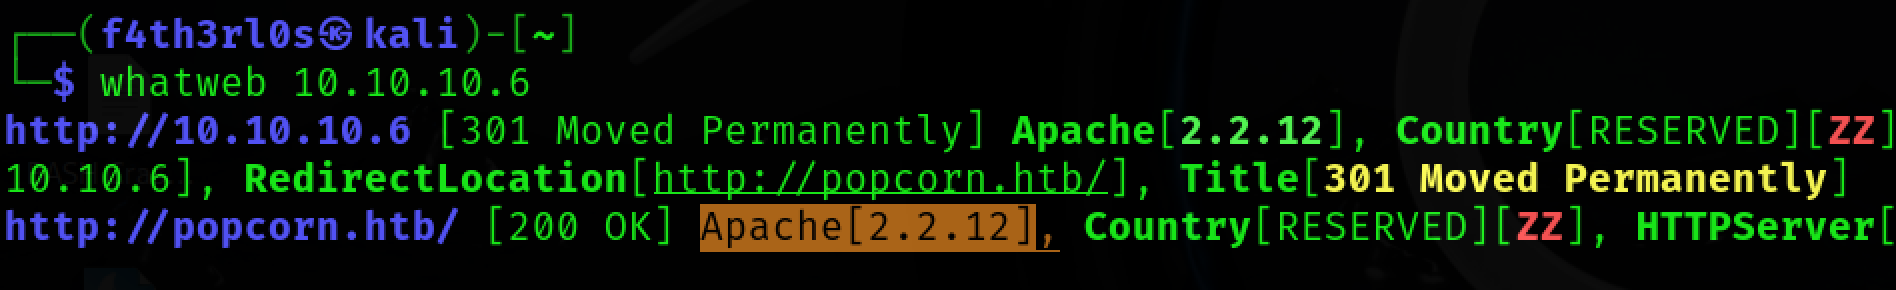 ┌──(f4th3rl0s㉿kali)-[~]
└─$ whatweb 10.10.10.6
http://10.10.10.6 [301 Moved Permanently] Apache[2.2.12], Country[RESERVED][ZZ]
10.10.6], RedirectLocation[http://popcorn.htb/], Title[301 Moved Permanently]
http://popcorn.htb/ [200 OK] Apache[2.2.12], Country[RESERVED][ZZ], HTTPServer[